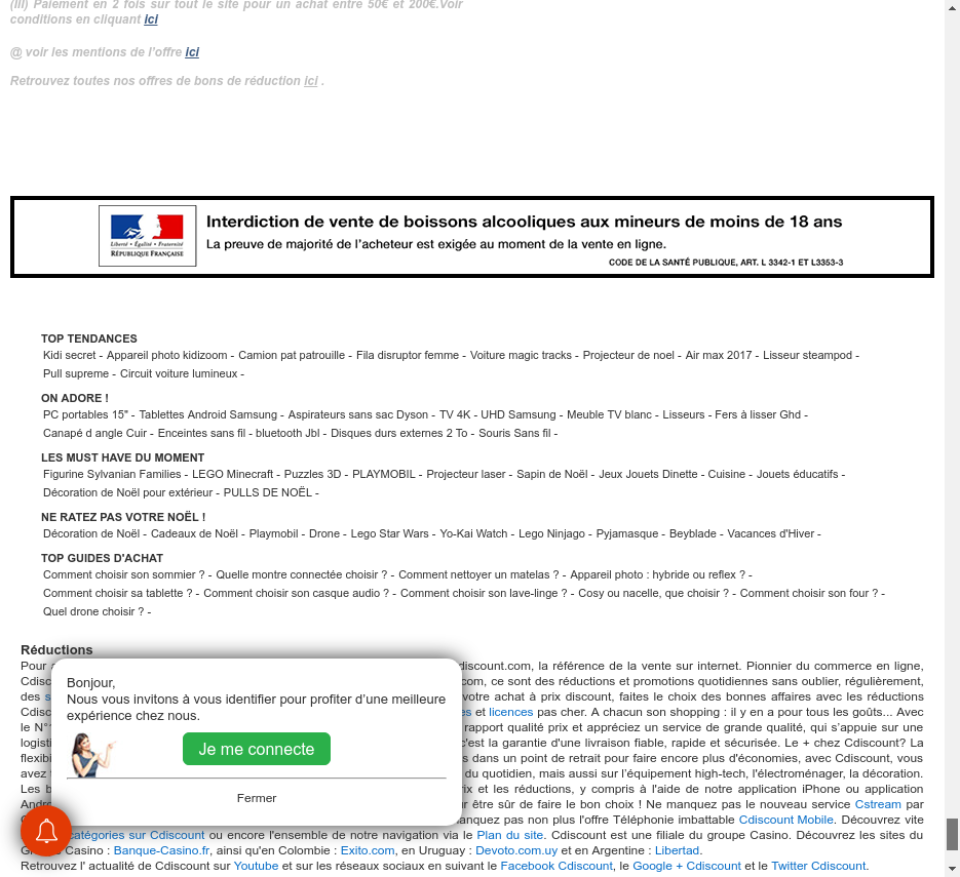 (III) Paiement en 2 fois sur tout le site pour un achat entre 50€ et 200€.Voir
conditions en cliquant ici
@ voir les mentions de l'offre ici
Retrouvez toutes nos offres de bons de réduction ici .
Liberté • Égalité • Fraternité
RÉPUBLIQUE FRANÇAISE
Interdiction de vente de boissons alcooliques aux mineurs de moins de 18 ans
La preuve de majorité de l'acheteur est exigée au moment de la vente en ligne.
CODE DE LA SANTÉ PUBLIQUE, ART. L 3342-1 ET L3353-3
TOP TENDANCES
Kidi secret - Appareil photo kidizoom - Camion pat patrouille - Fila disruptor femme - Voiture magic tracks - Projecteur de noel - Air max 2017 - Lisseur steampod -
Pull supreme - Circuit voiture lumineux -
ON ADORE !
PC portables 15" - Tablettes Android Samsung - Aspirateurs sans sac Dyson - TV 4K - UHD Samsung - Meuble TV blanc - Lisseurs - Fers à lisser Ghd -
Canapé d angle Cuir - Enceintes sans fil - bluetooth Jbl - Disques durs externes 2 To - Souris Sans fil -
LES MUST HAVE DU MOMENT
Figurine Sylvanian Families - LEGO Minecraft - Puzzles 3D - PLAYMOBIL - Projecteur laser - Sapin de Noël - Jeux Jouets Dinette - Cuisine - Jouets éducatifs -
Décoration de Noël pour extérieur - PULLS DE NOËL -
NE RATEZ PAS VOTRE NOËL !
Décoration de Noël - Cadeaux de Noël - Playmobil - Drone - Lego Star Wars - Yo-Kai Watch - Lego Ninjago - Pyjamasque - Beyblade - Vacances d'Hiver -
TOP GUIDES D'ACHAT
Comment choisir son sommier ? - Quelle montre connectée choisir ? - Comment nettoyer un matelas ? - Appareil photo : hybride ou reflex ? -
Comment choisir sa tablette ? - Comment choisir son casque audio ? - Comment choisir son lave-linge ? - Cosy ou nacelle, que choisir ? - Comment choisir son four ? -
Quel drone choisir ? -
Réductions
Pour discount.com, la référence de la vente sur internet. Pionnier du commerce en ligne,
com, ce sont des réductions et promotions quotidiennes sans oublier, régulièrement,
des votre achat à prix discount, faites le choix des bonnes affaires avec les réductions
et licences pas cher. A chacun son shopping : il y en a pour tous les goûts... Avec
le N° rapport qualité prix et appréciez un service de grande qualité, qui s'appuie sur une
c'est la garantie d'une livraison fiable, rapide et sécurisée. Le + chez Cdiscount? La
dans un point de retrait pour faire encore plus d'économies, avec Cdiscount, vous
avez du quotidien, mais aussi sur l'équipement high-tech, l'électroménager, la décoration.
Les et les réductions, y compris à l'aide de notre application iPhone ou application
être sûr de faire le bon choix ! Ne manquez pas le nouveau service Cstream par
manquez pas non plus l'offre Téléphonie imbattable Cdiscount Mobile. Découvrez vite
catégories sur Cdiscount ou encore l'ensemble de notre navigation via le Plan du site. Cdiscount est une filiale du groupe Casino. Découvrez les sites du
Casino : Banque-Casino.fr, ainsi qu'en Colombie : Exito.com, en Uruguay : Devoto.com.uy et en Argentine : Libertad.
Retrouvez l' actualité de Cdiscount sur Youtube et sur les réseaux sociaux en suivant le Facebook Cdiscount, le Google + Cdiscount et le Twitter Cdiscount.
Bonjour,
Nous vous invitons à vous identifier pour profiter d'une meilleure
expérience chez nous.
Je me connecte
Fermer